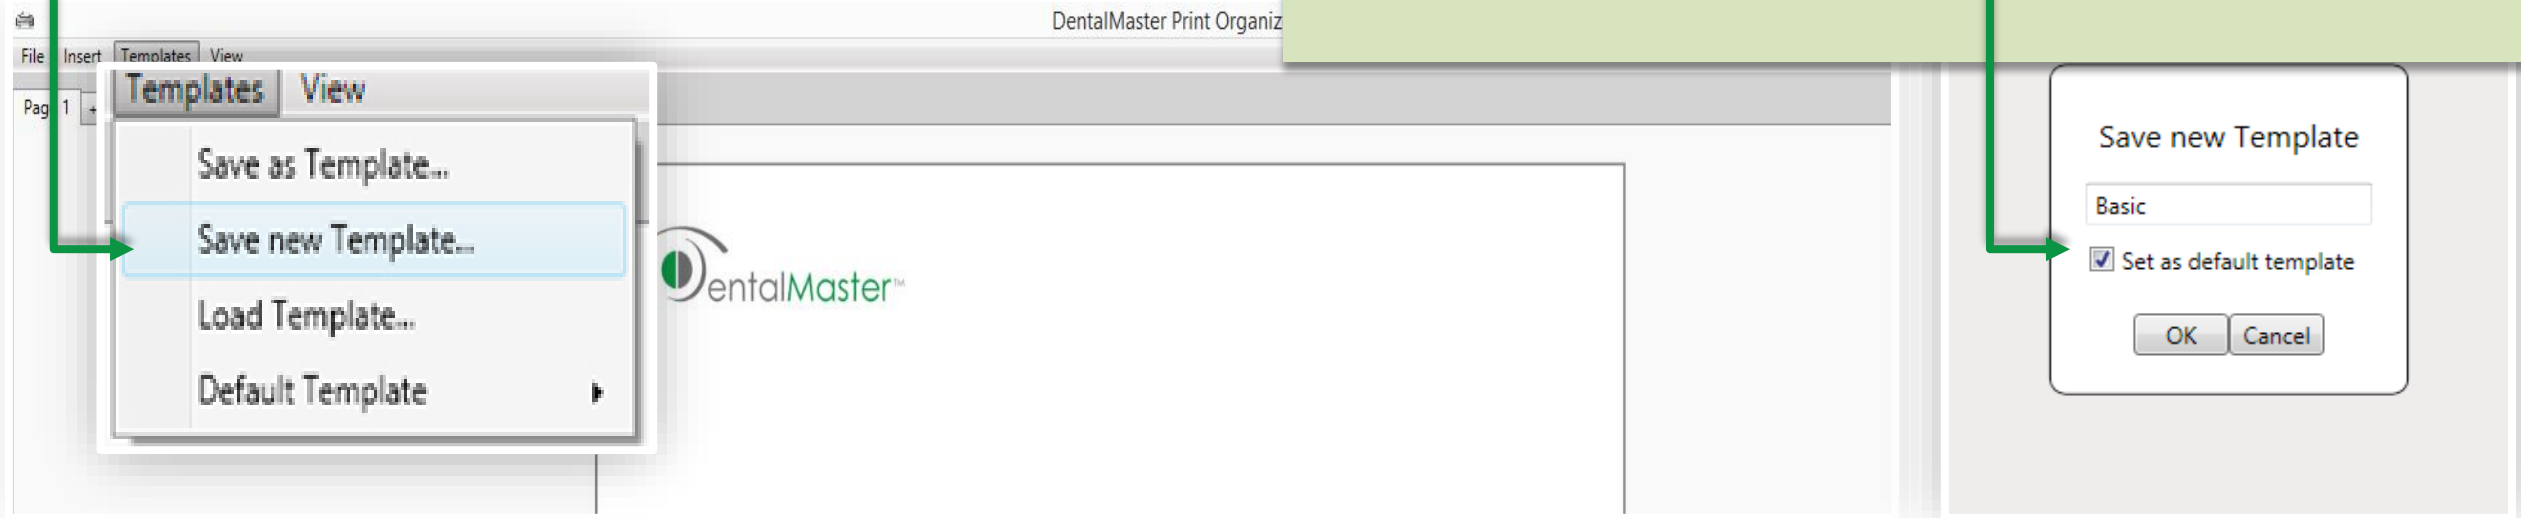 DentalMaster Print Organiz
File Insert Templates View
Page 1 +
Templates View
Save as Template...
Save new Template...
Load Template...
Default Template
DentalMaster™
Save new Template
Basic
Set as default template
OK Cancel